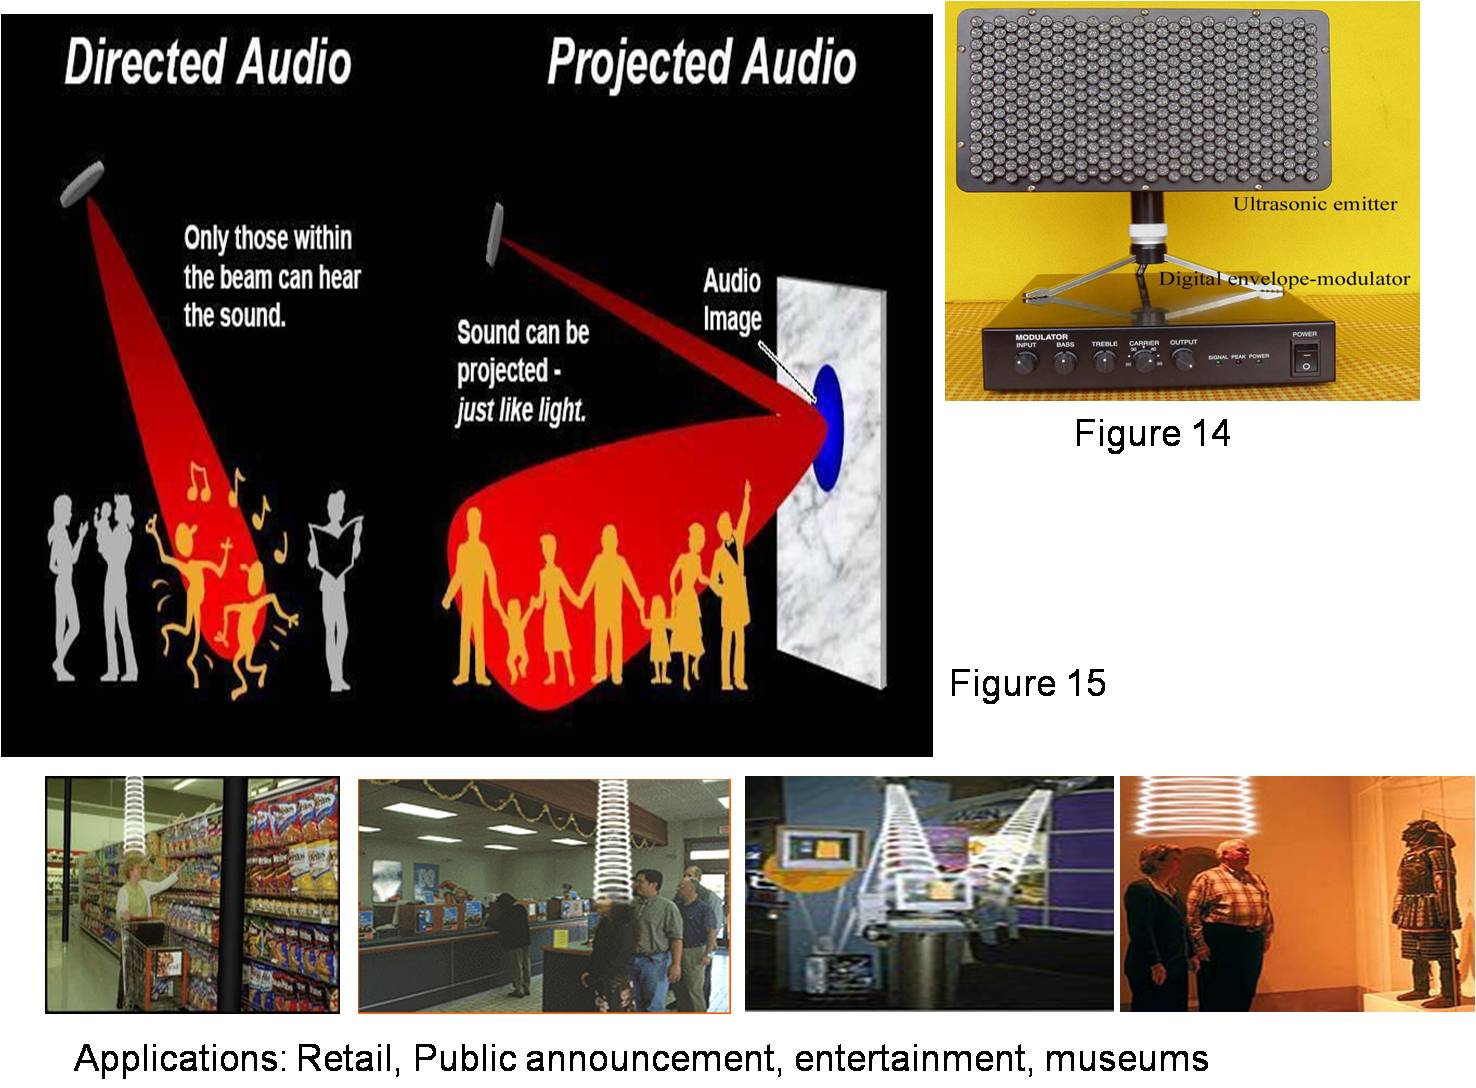 Directed Audio
Projected Audio
Only those within
the beam can hear
the sound.
Sound can be
projected -
just like light.
Audio
Image
Ultrasonic emitter
Digital envelope-modulator
MODULATOR
INPUT BASS TREBLE CARRIER OUTPUT
SIGNAL PEAK POWER
POWER
Figure 14
Figure 15
Applications: Retail, Public announcement, entertainment, museums